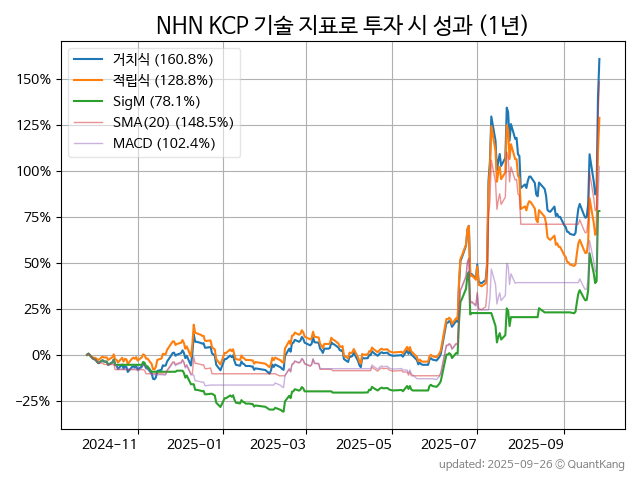 NHN KCP 기술 지표로 투자 시 성과 (1년)
거치식 (160.8%)
적립식 (128.8%)
SigM (78.1%)
SMA(20) (148.5%)
MACD (102.4%)
150%
125%
100%
75%
50%
25%
0%
−25%
2024-11 2025-01 2025-03 2025-05 2025-07 2025-09
updated: 2025-09-26 © QuantKang